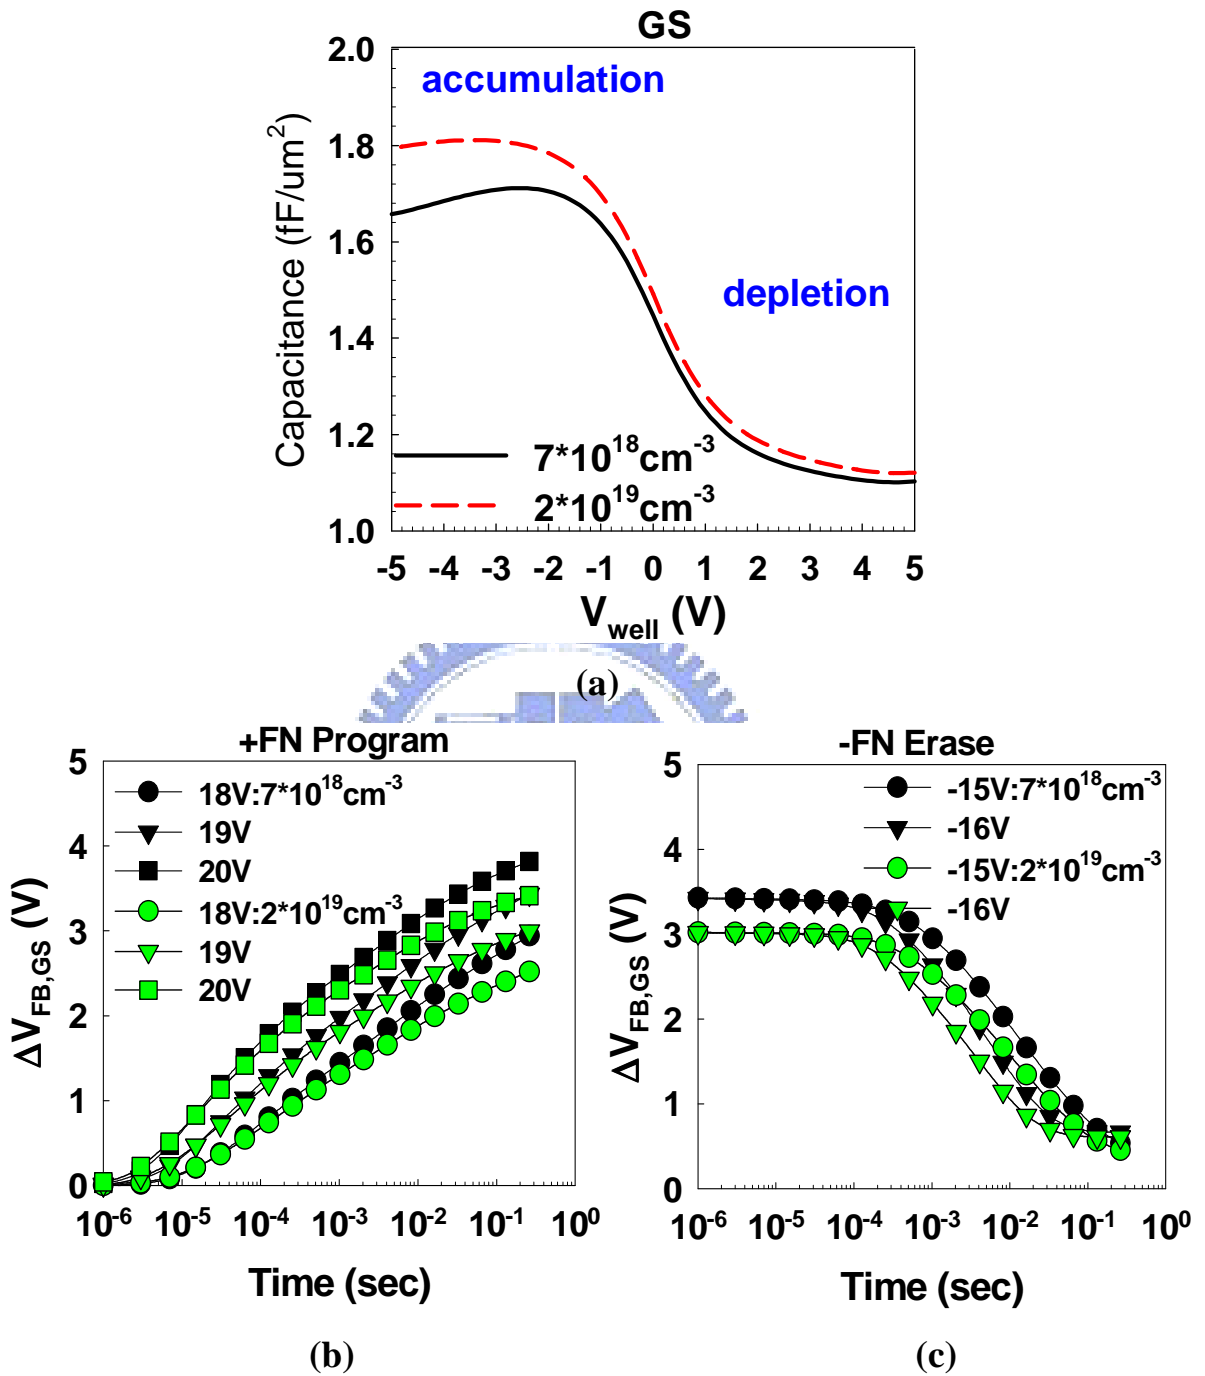 GS
2.0
accumulation
1.8
1.6
depletion
1.4
1.2
1.0
Capacitance (fF/um²)
7*10¹⁸cm⁻³
2*10¹⁹cm⁻³
-5 -4 -3 -2 -1 0 1 2 3 4 5
V_well (V)
(a)
+FN Program
5
4
3
2
1
0
ΔV_FB,GS (V)
18V:7*10¹⁸cm⁻³
19V
20V
18V:2*10¹⁹cm⁻³
19V
20V
10⁻⁶ 10⁻⁵ 10⁻⁴ 10⁻³ 10⁻² 10⁻¹ 10⁰
Time (sec)
(b)
-FN Erase
5
4
3
2
1
0
ΔV_FB,GS (V)
-15V:7*10¹⁸cm⁻³
-16V
-15V:2*10¹⁹cm⁻³
-16V
10⁻⁶ 10⁻⁵ 10⁻⁴ 10⁻³ 10⁻² 10⁻¹ 10⁰
Time (sec)
(c)